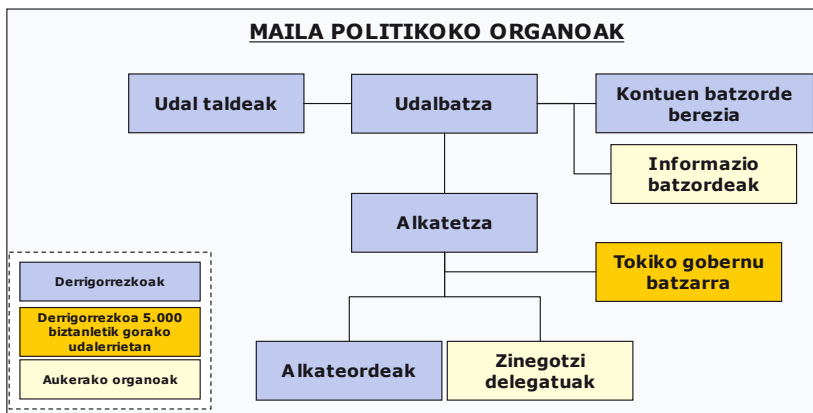 MAILA POLITIKOKO ORGANOAK
Udal taldeak
Udalbatza
Kontuen batzorde
berezia
Informazio
batzordeak
Alkatetza
Tokiko gobernu
batzarra
Alkateordeak
Zinegotzi
delegatuak
Derrigorrezkoak
Derrigorrezkoa 5.000
biztanletik gorako
udalerrietan
Aukerako organoak